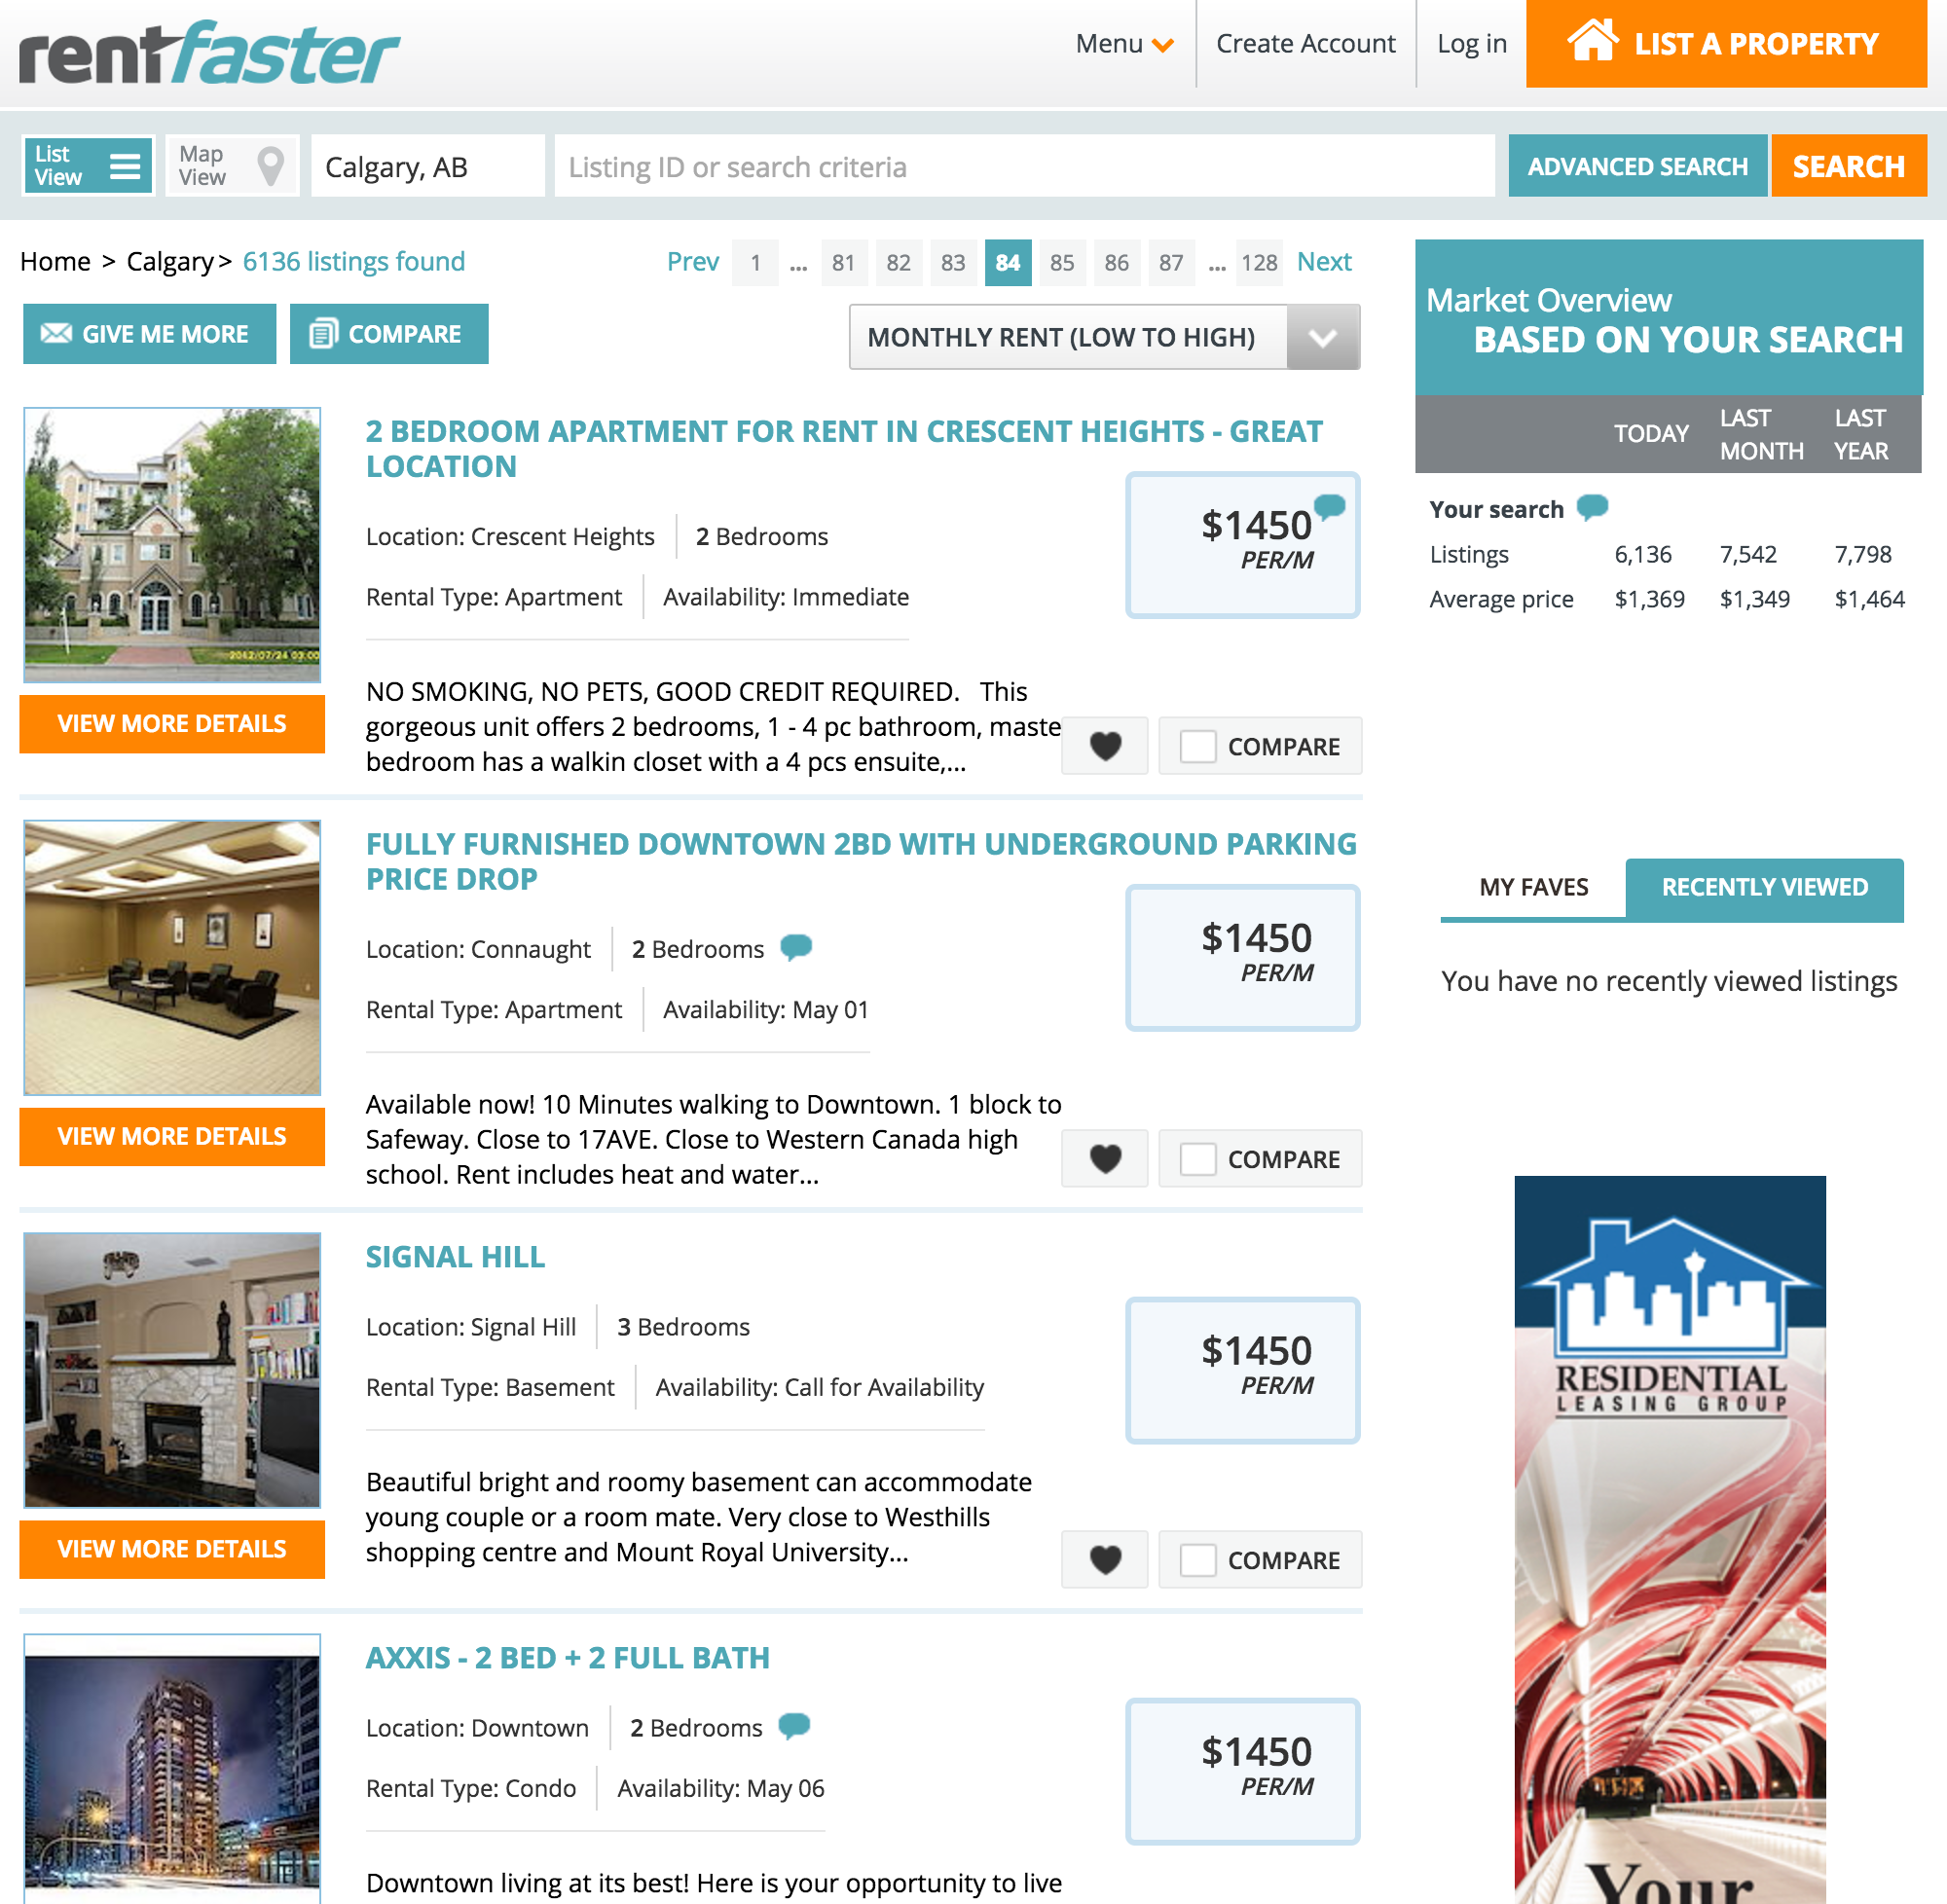 rentfaster
Menu
Create Account
Log in
LIST A PROPERTY
List
View
Map
View
Calgary, AB
Listing ID or search criteria
ADVANCED SEARCH
SEARCH
Home > Calgary > 6136 listings found
Prev 1 ... 81 82 83 84 85 86 87 ... 128 Next
GIVE ME MORE
COMPARE
MONTHLY RENT (LOW TO HIGH)
2 BEDROOM APARTMENT FOR RENT IN CRESCENT HEIGHTS - GREAT
LOCATION
Location: Crescent Heights 2 Bedrooms
Rental Type: Apartment Availability: Immediate
$1450
PER/M
2012/07/24 03:00
VIEW MORE DETAILS
NO SMOKING, NO PETS, GOOD CREDIT REQUIRED. This
gorgeous unit offers 2 bedrooms, 1 - 4 pc bathroom, maste
bedroom has a walkin closet with a 4 pcs ensuite,...
COMPARE
FULLY FURNISHED DOWNTOWN 2BD WITH UNDERGROUND PARKING
PRICE DROP
Location: Connaught 2 Bedrooms
Rental Type: Apartment Availability: May 01
$1450
PER/M
VIEW MORE DETAILS
Available now! 10 Minutes walking to Downtown. 1 block to
Safeway. Close to 17AVE. Close to Western Canada high
school. Rent includes heat and water...
COMPARE
SIGNAL HILL
Location: Signal Hill 3 Bedrooms
Rental Type: Basement Availability: Call for Availability
$1450
PER/M
VIEW MORE DETAILS
Beautiful bright and roomy basement can accommodate
young couple or a room mate. Very close to Westhills
shopping centre and Mount Royal University...
COMPARE
AXXIS - 2 BED + 2 FULL BATH
Location: Downtown 2 Bedrooms
Rental Type: Condo Availability: May 06
$1450
PER/M
Downtown living at its best! Here is your opportunity to live
Market Overview
BASED ON YOUR SEARCH
TODAY LAST MONTH LAST YEAR
Your search
Listings 6,136 7,542 7,798
Average price $1,369 $1,349 $1,464
MY FAVES
RECENTLY VIEWED
You have no recently viewed listings
RESIDENTIAL
LEASING GROUP
Your